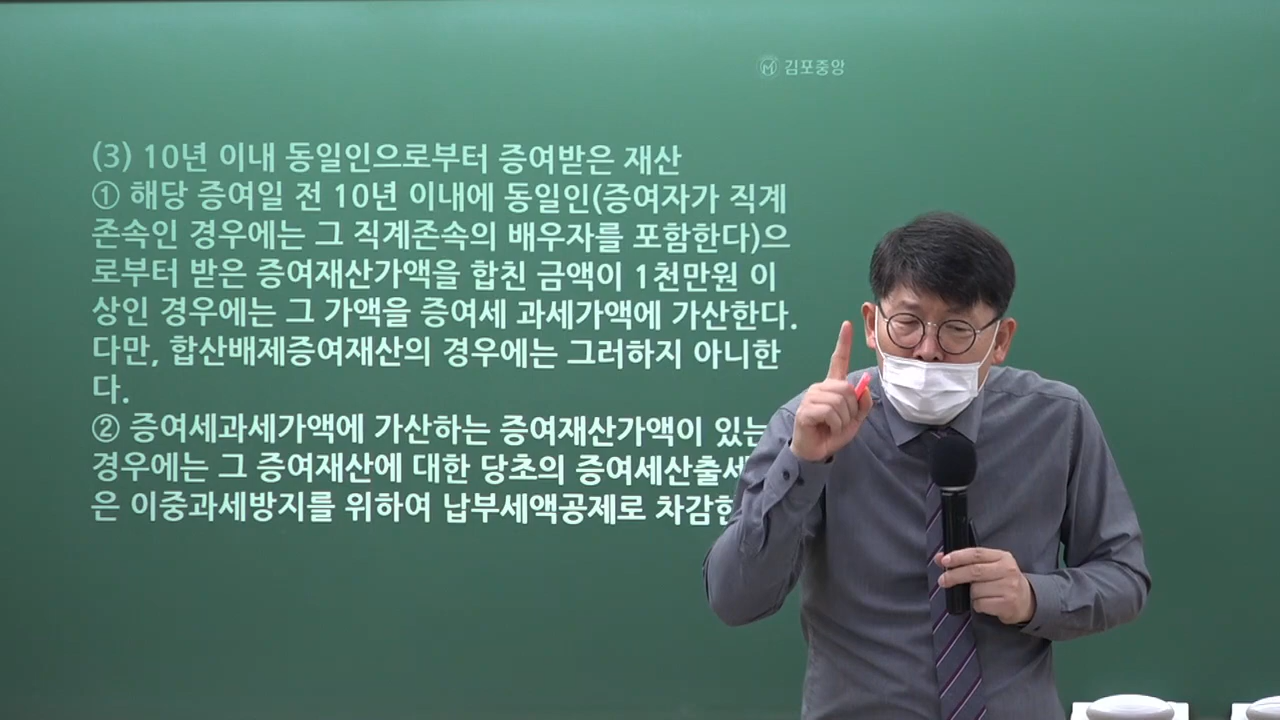 김포중앙
(3) 10년 이내 동일인으로부터 증여받은 재산
① 해당 증여일 전 10년 이내에 동일인(증여자가 직계
존속인 경우에는 그 직계존속의 배우자를 포함한다)으
로부터 받은 증여재산가액을 합친 금액이 1천만원 이
상인 경우에는 그 가액을 증여세 과세가액에 가산한다.
다만, 합산배제증여재산의 경우에는 그러하지 아니한
다.
② 증여세과세가액에 가산하는 증여재산가액이 있는
경우에는 그 증여재산에 대한 당초의 증여세산출세
은 이중과세방지를 위하여 납부세액공제로 차감한